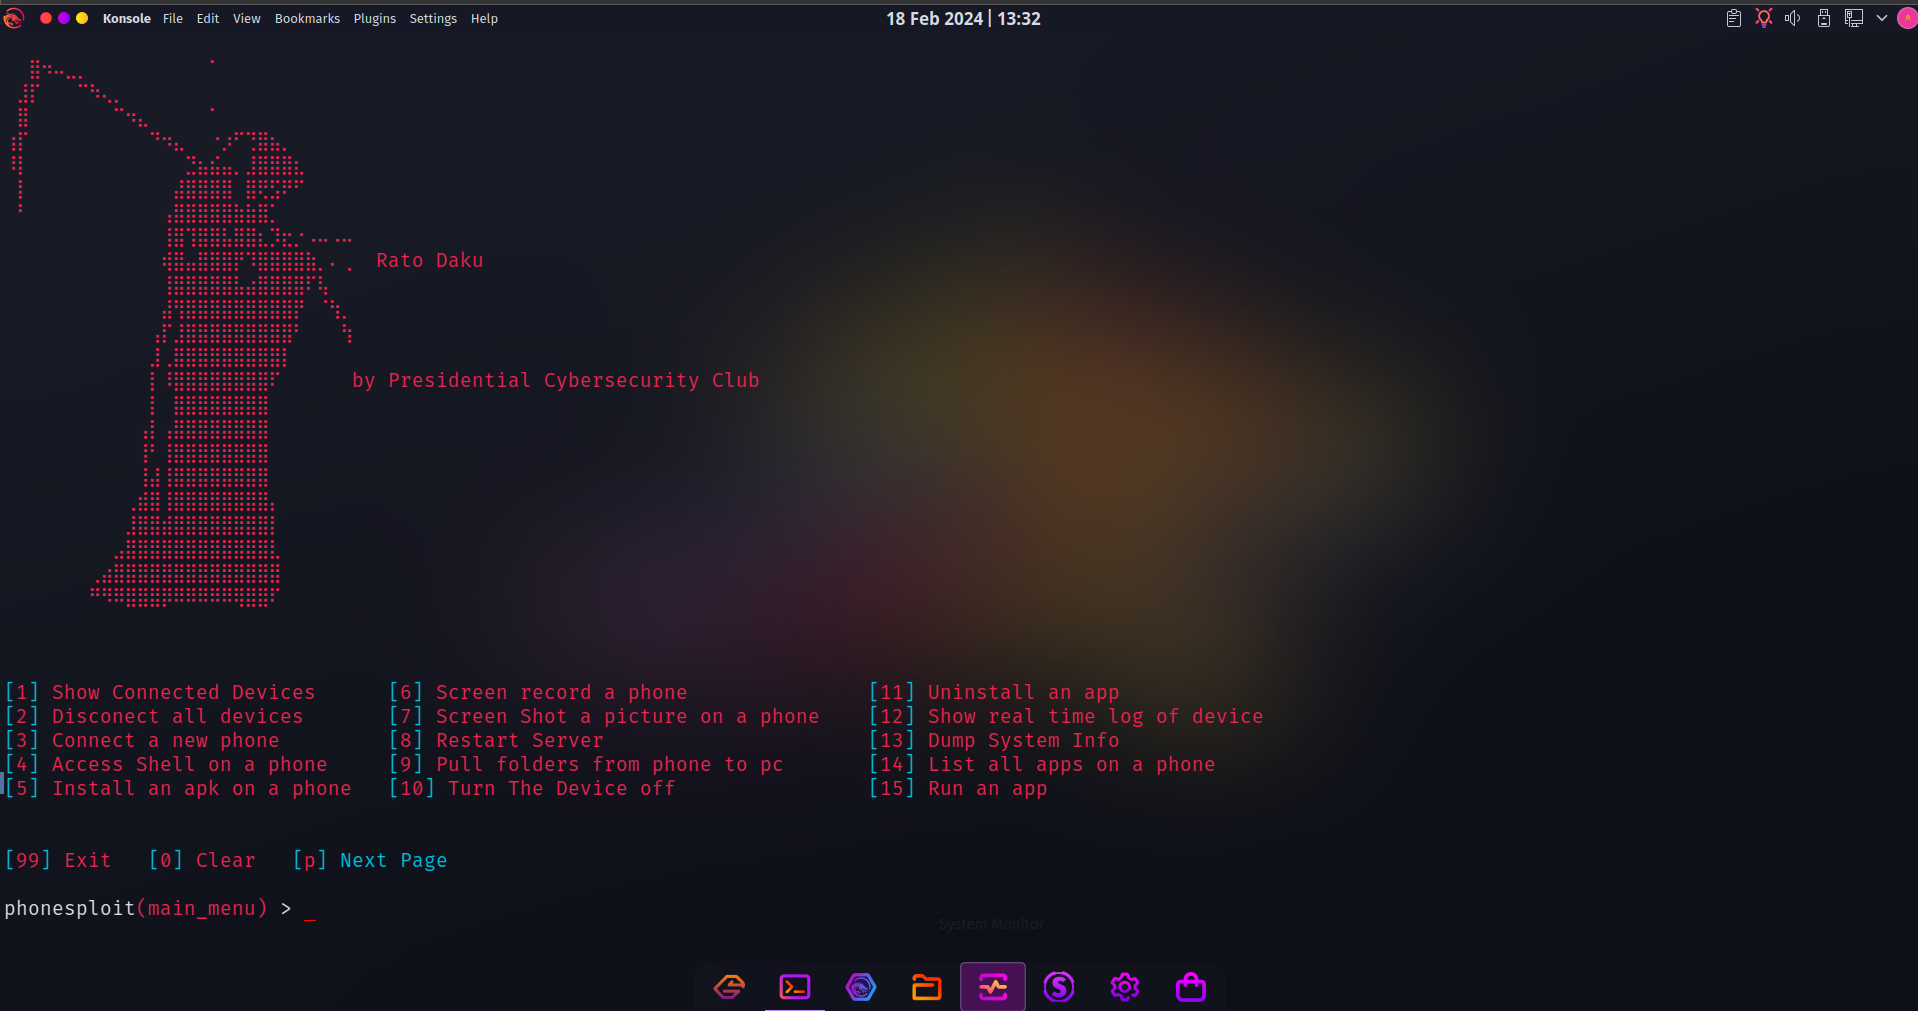 Konsole File Edit View Bookmarks Plugins Settings Help 18 Feb 2024 | 13:32
Rato Daku
by Presidential Cybersecurity Club
[1] Show Connected Devices [6] Screen record a phone [11] Uninstall an app
[2] Disconect all devices [7] Screen Shot a picture on a phone [12] Show real time log of device
[3] Connect a new phone [8] Restart Server [13] Dump System Info
[4] Access Shell on a phone [9] Pull folders from phone to pc [14] List all apps on a phone
[5] Install an apk on a phone [10] Turn The Device off [15] Run an app
[99] Exit [0] Clear [p] Next Page
phonesploit(main_menu) > _
System Monitor